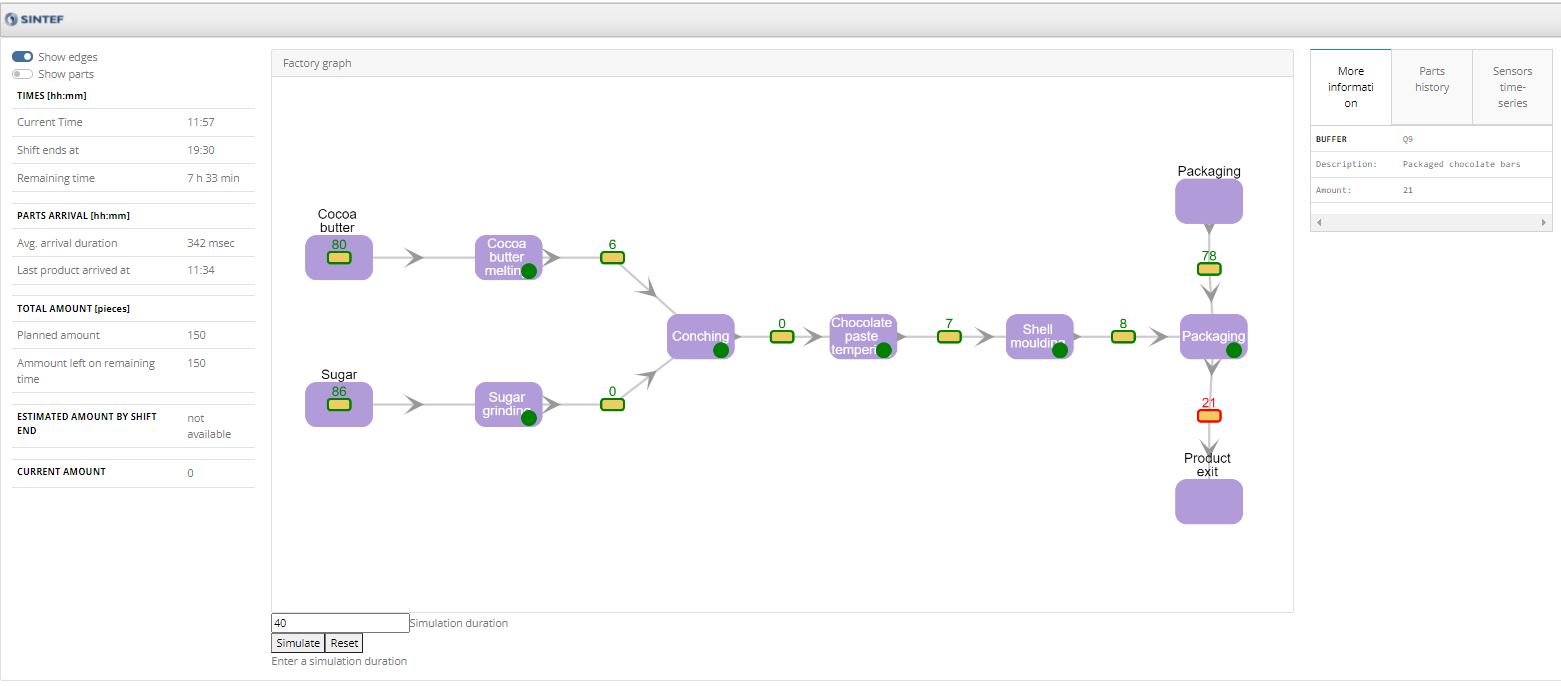 SINTEF
Show edges
Show parts
TIMES [hh:mm]
Current Time 11:57
Shift ends at 19:30
Remaining time 7 h 33 min
PARTS ARRIVAL [hh:mm]
Avg. arrival duration 342 msec
Last product arrived at 11:34
TOTAL AMOUNT [pieces]
Planned amount 150
Ammount left on remaining 150
time
ESTIMATED AMOUNT BY SHIFT not
END available
CURRENT AMOUNT 0
Factory graph
Cocoa
butter
80
Cocoa
butter
melting
6
Sugar
86
Sugar
grinding
0
Conching
0
Chocolate
paste
temperi
7
Shell
moulding
8
Packaging
78
Packaging
21
Product
exit
40 Simulation duration
Simulate Reset
Enter a simulation duration
More
informati
on
Parts
history
Sensors
time-
series
BUFFER Q9
Description: Packaged chocolate bars
Amount: 21